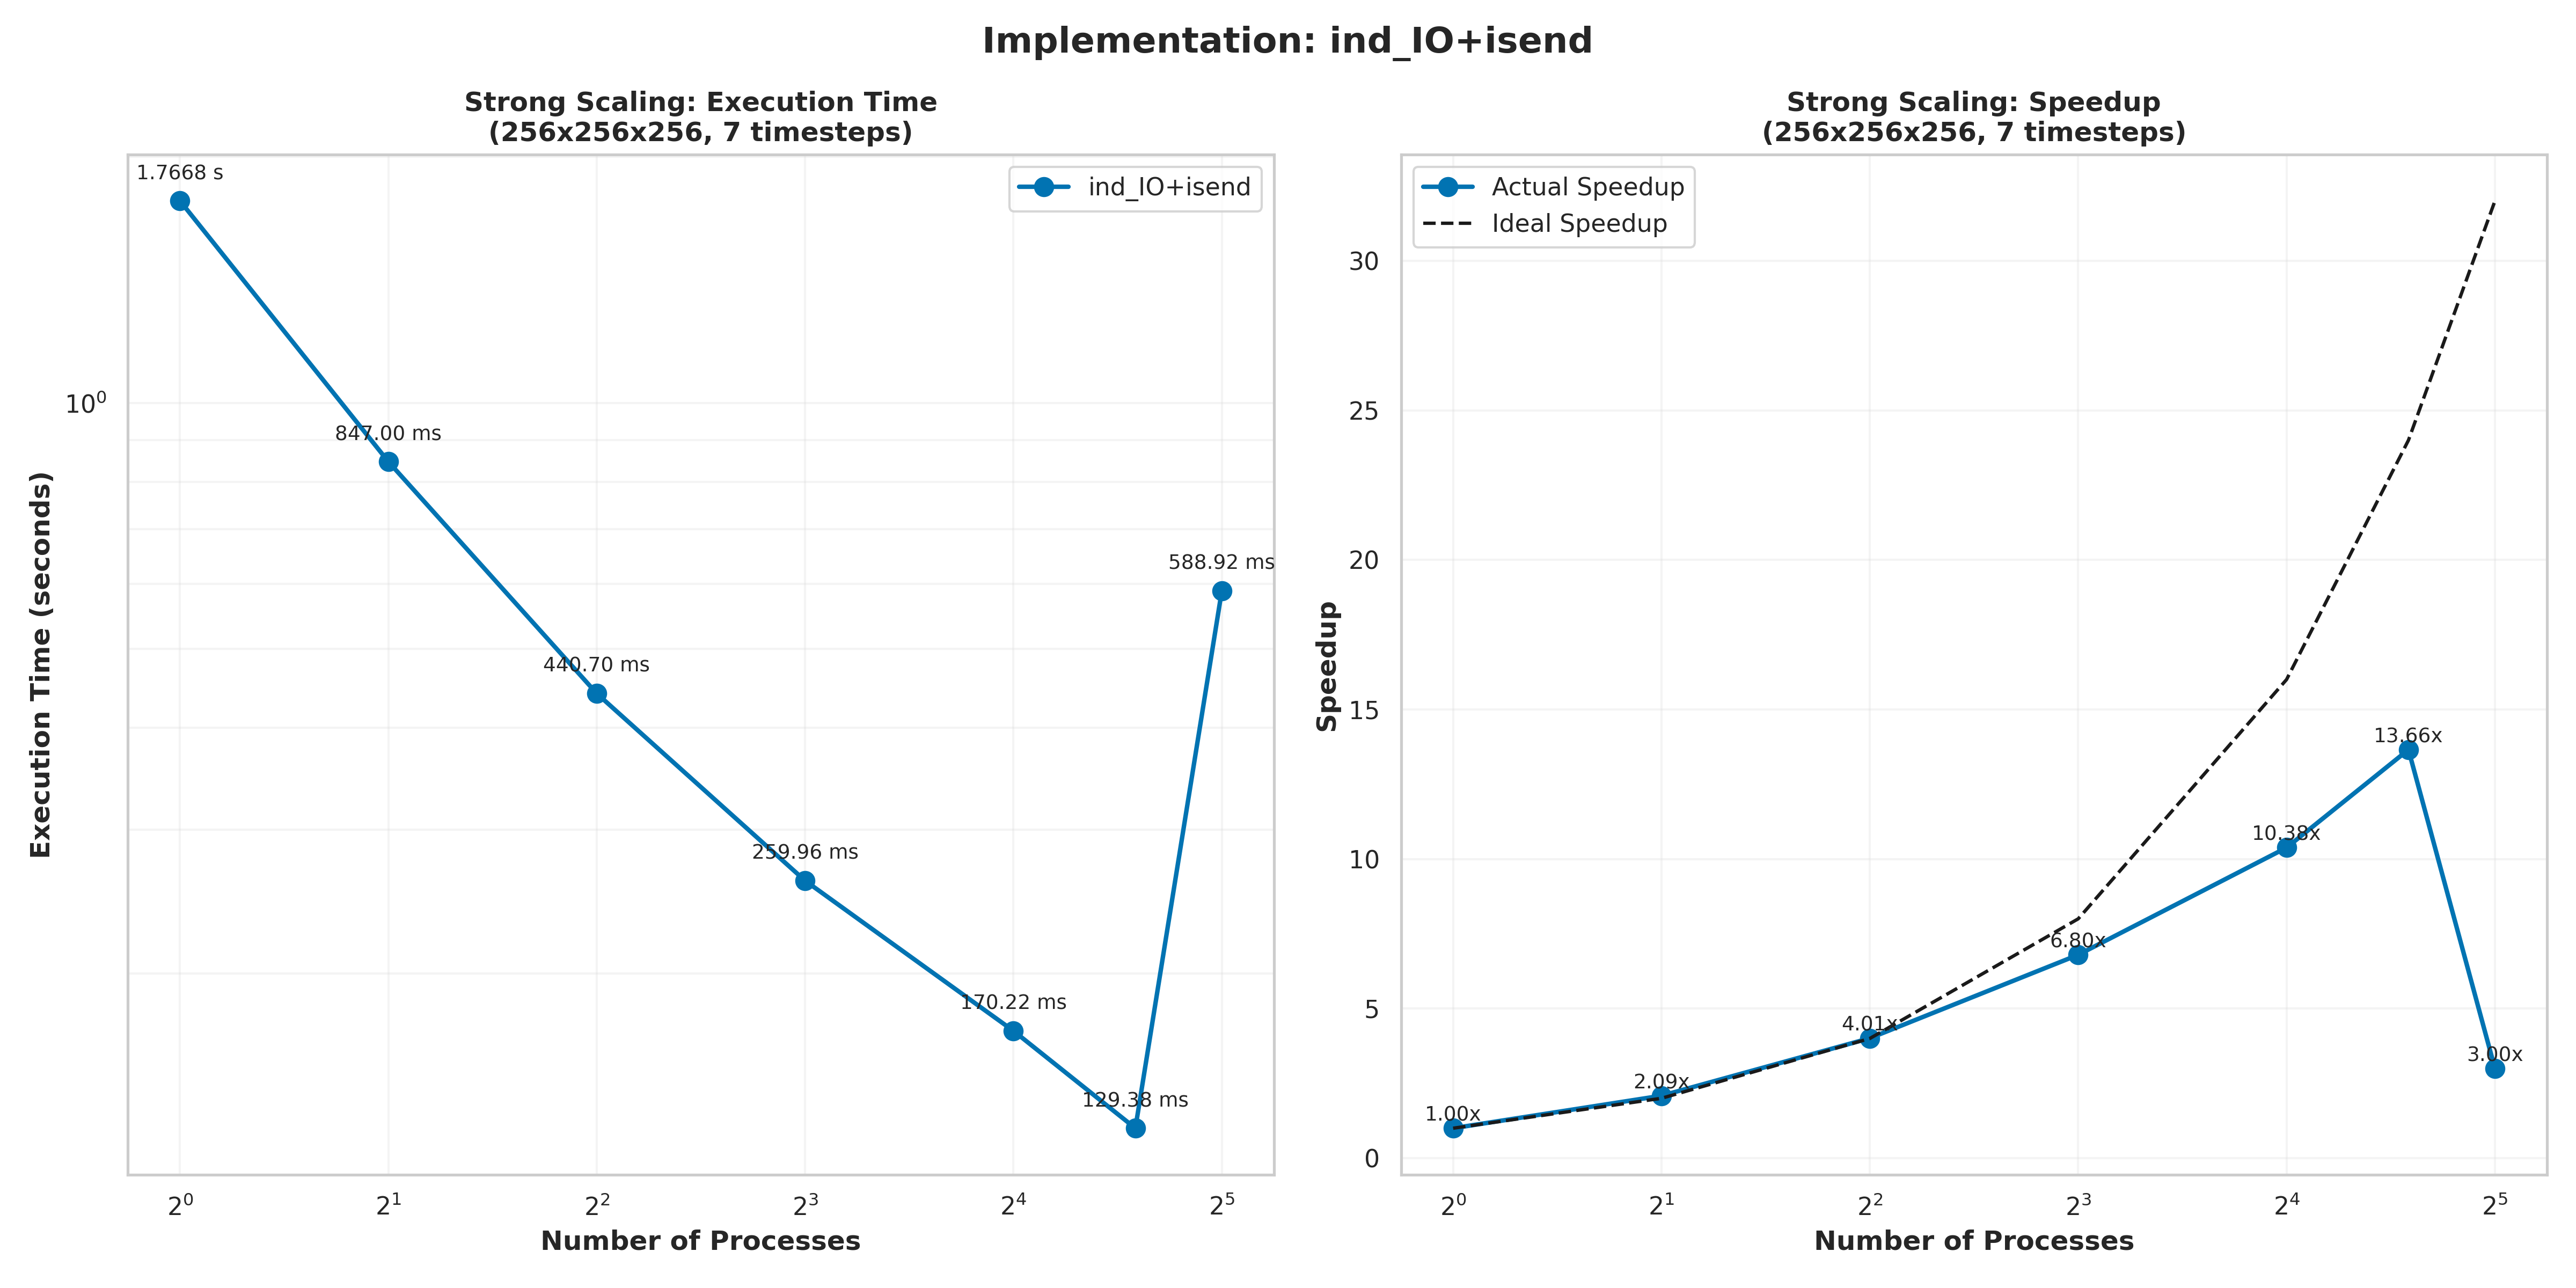 Implementation: ind_IO+isend
Strong Scaling: Execution Time
(256x256x256, 7 timesteps)
1.7668 s
847.00 ms
440.70 ms
259.96 ms
170.22 ms
129.38 ms
588.92 ms
ind_IO+isend
10⁰
Execution Time (seconds)
2⁰ 2¹ 2² 2³ 2⁴ 2⁵
Number of Processes
Strong Scaling: Speedup
(256x256x256, 7 timesteps)
Actual Speedup
Ideal Speedup
30
25
20
15
10
5
0
Speedup
1.00x
2.09x
4.01x
6.80x
10.38x
13.66x
3.00x
2⁰ 2¹ 2² 2³ 2⁴ 2⁵
Number of Processes